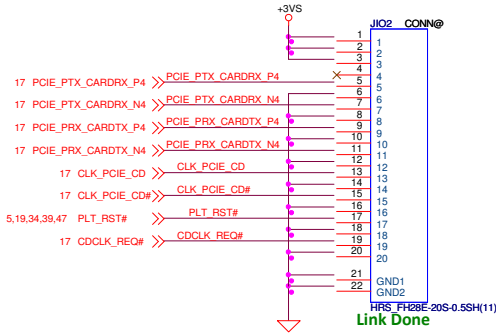 +3VS
JIO2 CONN@
1 1
2 2
3 3
4 4
17 PCIE_PTX_CARDRX_P4 PCIE_PTX_CARDRX_P4 5 5
6 6
17 PCIE_PTX_CARDRX_N4 PCIE_PTX_CARDRX_N4 7 7
8 8
17 PCIE_PRX_CARDTX_P4 PCIE_PRX_CARDTX_P4 9 9
10 10
17 PCIE_PRX_CARDTX_N4 PCIE_PRX_CARDTX_N4 11 11
12 12
17 CLK_PCIE_CD CLK_PCIE_CD 13 13
14 14
17 CLK_PCIE_CD# CLK_PCIE_CD# 15 15
16 16
5,19,34,39,47 PLT_RST# PLT_RST# 17 17
18 18
17 CDCLK_REQ# CDCLK_REQ# 19 19
20 20
21 GND1
22 GND2
HRS_FH28E-20S-0.5SH(11)
Link Done